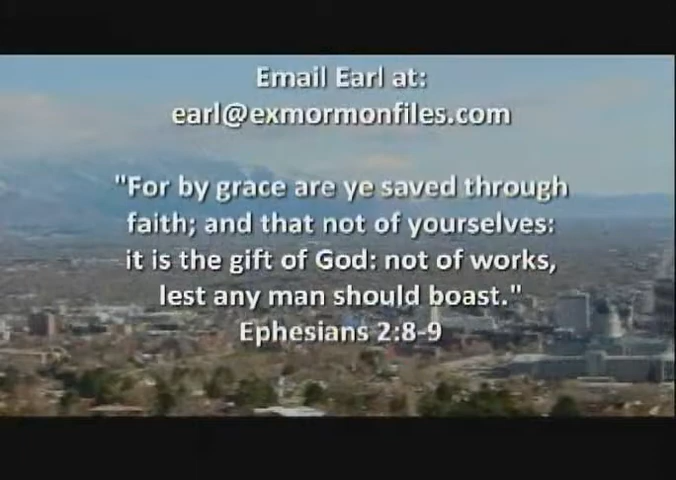 Email Earl at:
earl@exmormonfiles.com
"For by grace are ye saved through
faith; and that not of yourselves:
it is the gift of God: not of works,
lest any man should boast."
Ephesians 2:8-9